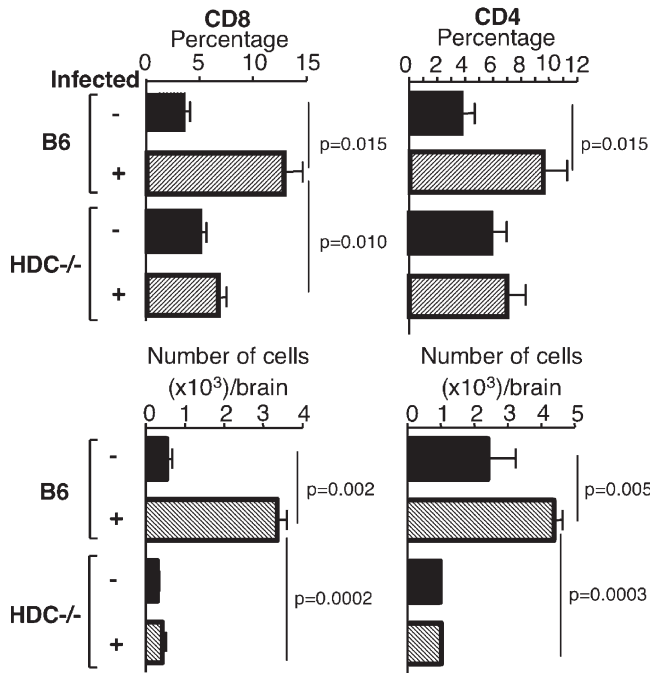 CD8
CD4
Percentage
Percentage
0 5 10 15
0 2 4 6 8 10 12
Infected
B6
-
+
p=0.015
p=0.015
HDC-/-
-
+
p=0.010
Number of cells
(x10³)/brain
Number of cells
(x10³)/brain
0 1 2 3 4
0 1 2 3 4 5
B6
-
+
p=0.002
p=0.005
HDC-/-
-
+
p=0.0002
p=0.0003